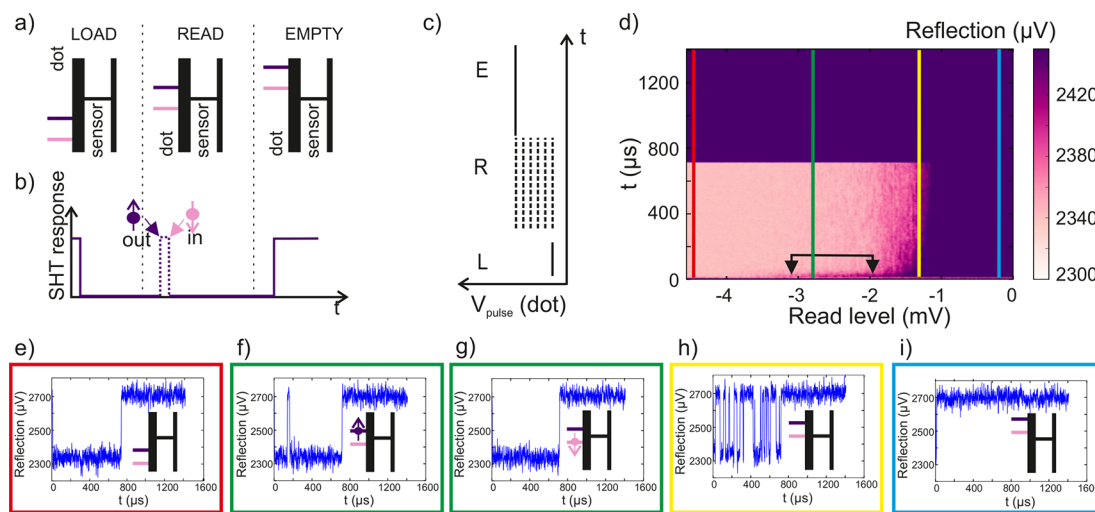 a)
LOAD
READ
EMPTY
dot
sensor
dot
sensor
dot
sensor
b)
SHT response
out
in
t
c)
t
E
R
L
V_pulse (dot)
d)
Reflection (µV)
t (µs)
1200
800
400
0
-4
-3
-2
-1
0
Read level (mV)
2420
2380
2340
2300
e)
Reflection (µV)
2700
2500
2300
0 400 800 1200 1600
t (µs)
f)
Reflection (µV)
2700
2500
2300
0 400 800 1200 1600
t (µs)
g)
Reflection (µV)
2700
2500
2300
0 400 800 1200 1600
t (µs)
h)
Reflection (µV)
2700
2500
2300
0 400 800 1200 1600
t (µs)
i)
Reflection (µV)
2700
2500
2300
0 400 800 1200 1600
t (µs)